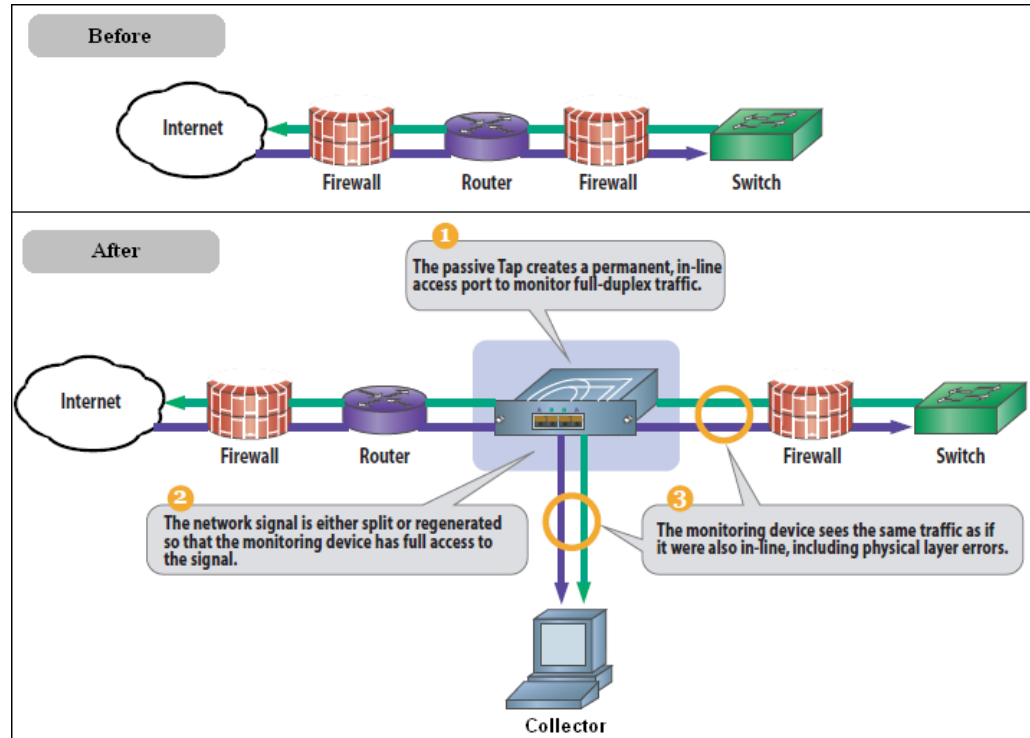 Before
Internet
Firewall
Router
Firewall
Switch
After
1
The passive Tap creates a permanent, in-line
access port to monitor full-duplex traffic.
Internet
Firewall
Router
Firewall
Switch
2
The network signal is either split or regenerated
so that the monitoring device has full access to
the signal.
3
The monitoring device sees the same traffic as if
it were also in-line, including physical layer errors.
Collector